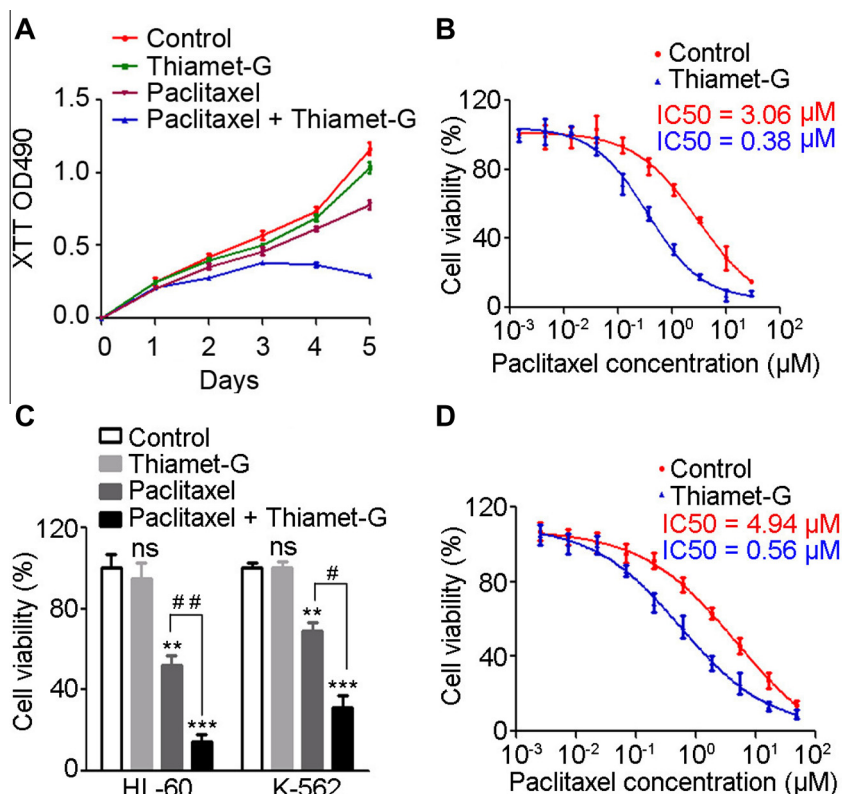 A
Control
Thiamet-G
Paclitaxel
Paclitaxel + Thiamet-G
1.5
1.0
0.5
0.0
XTT OD490
0 1 2 3 4 5
Days
B
Control
Thiamet-G
IC50 = 3.06 µM
IC50 = 0.38 µM
120
80
40
0
Cell viability (%)
10⁻³ 10⁻² 10⁻¹ 10⁰ 10¹ 10²
Paclitaxel concentration (µM)
C
Control
Thiamet-G
Paclitaxel
Paclitaxel + Thiamet-G
120
80
40
0
Cell viability (%)
ns
**
##
***
ns
**
#
***
HL-60 K-562
D
Control
Thiamet-G
IC50 = 4.94 µM
IC50 = 0.56 µM
120
80
40
0
Cell viability (%)
10⁻³ 10⁻² 10⁻¹ 10⁰ 10¹ 10²
Paclitaxel concentration (µM)